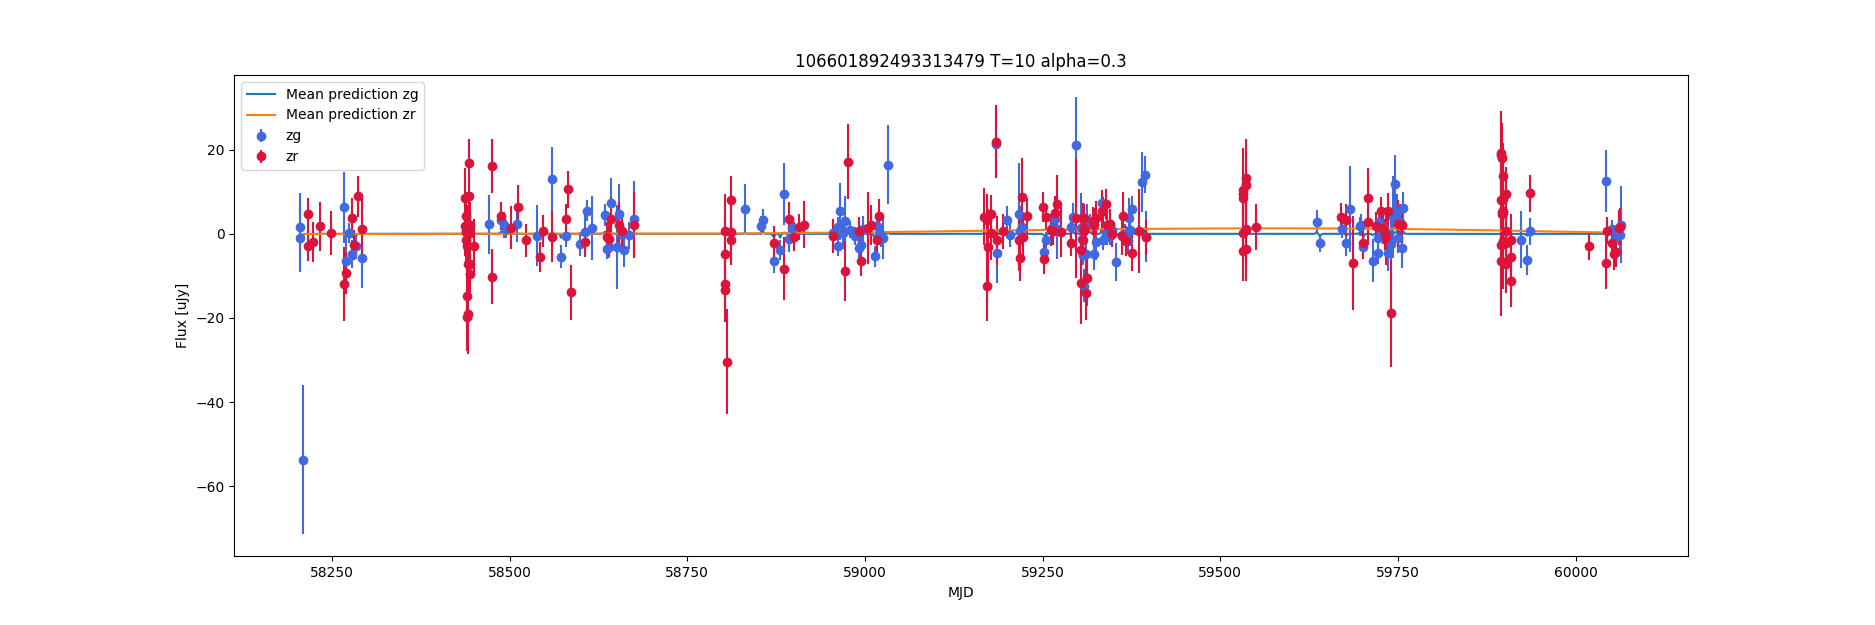 106601892493313479 T=10 alpha=0.3
Mean prediction zg
Mean prediction zr
zg
zr
20
0
−20
−40
−60
Flux [uJy]
58250
58500
58750
59000
59250
59500
59750
60000
MJD